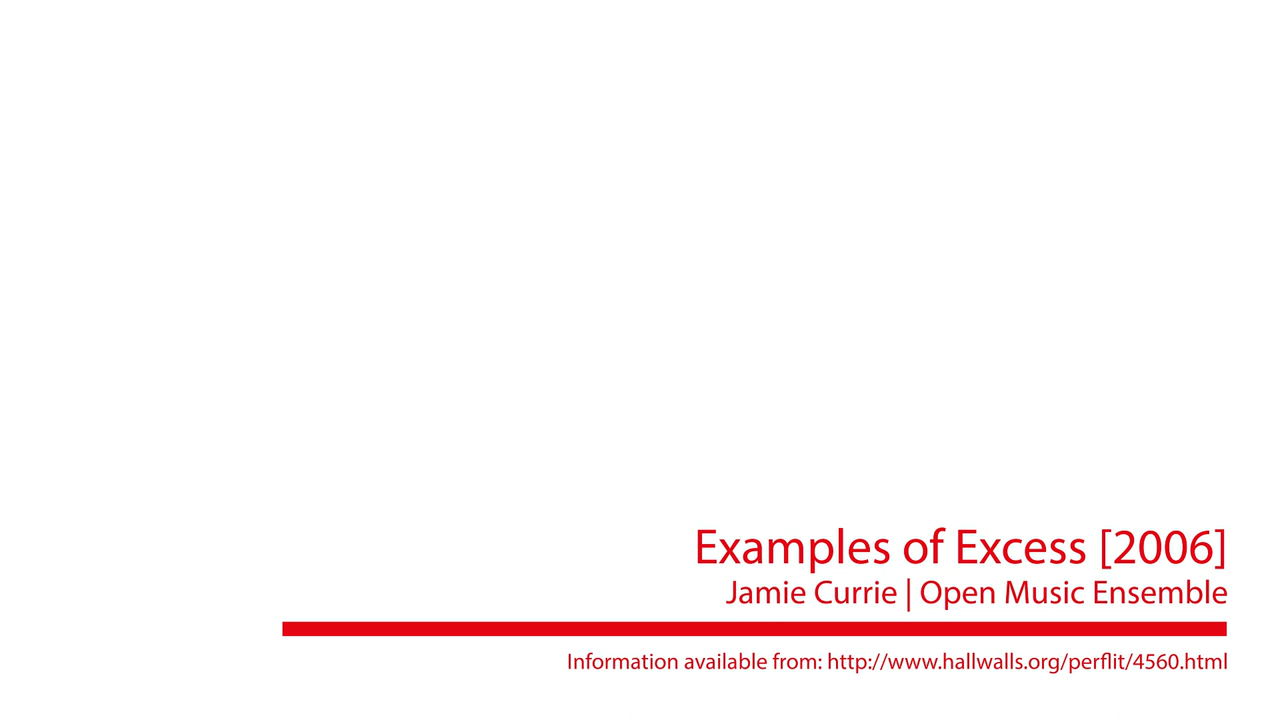 Examples of Excess [2006]
Jamie Currie | Open Music Ensemble
Information available from: http://www.hallwalls.org/perflit/4560.html